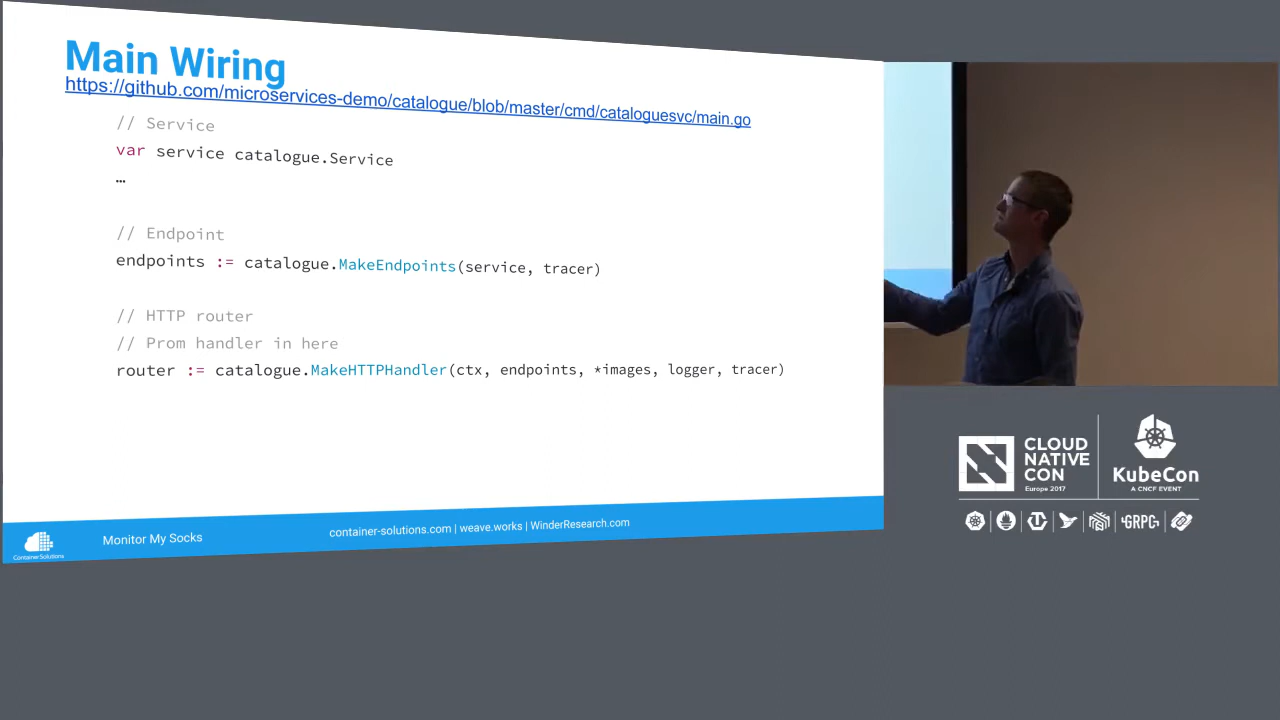 Main Wiring
https://github.com/microservices-demo/catalogue/blob/master/cmd/cataloguesvc/main.go
// Service
var service catalogue.Service
…
// Endpoint
endpoints := catalogue.MakeEndpoints(service, tracer)
// HTTP router
// Prom handler in here
router := catalogue.MakeHTTPHandler(ctx, endpoints, *images, logger, tracer)
Container Solutions
Monitor My Socks
container-solutions.com | weave.works | WinderResearch.com
CLOUD
NATIVE
CON
Europe 2017
KubeCon
A CNCF EVENT
GRPC